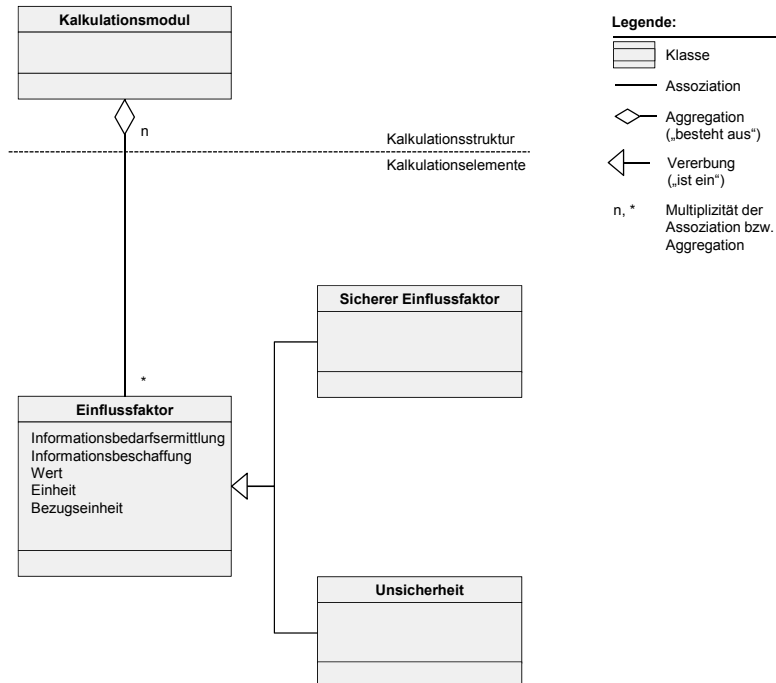 Kalkulationsmodul
n
Kalkulationsstruktur
Kalkulationselemente
*
Einflussfaktor
Informationsbedarfsermittlung
Informationsbeschaffung
Wert
Einheit
Bezugseinheit
Sicherer Einflussfaktor
Unsicherheit
Legende:
Klasse
Assoziation
Aggregation
(„besteht aus“)
Vererbung
(„ist ein“)
n, * Multiplizität der
Assoziation bzw.
Aggregation